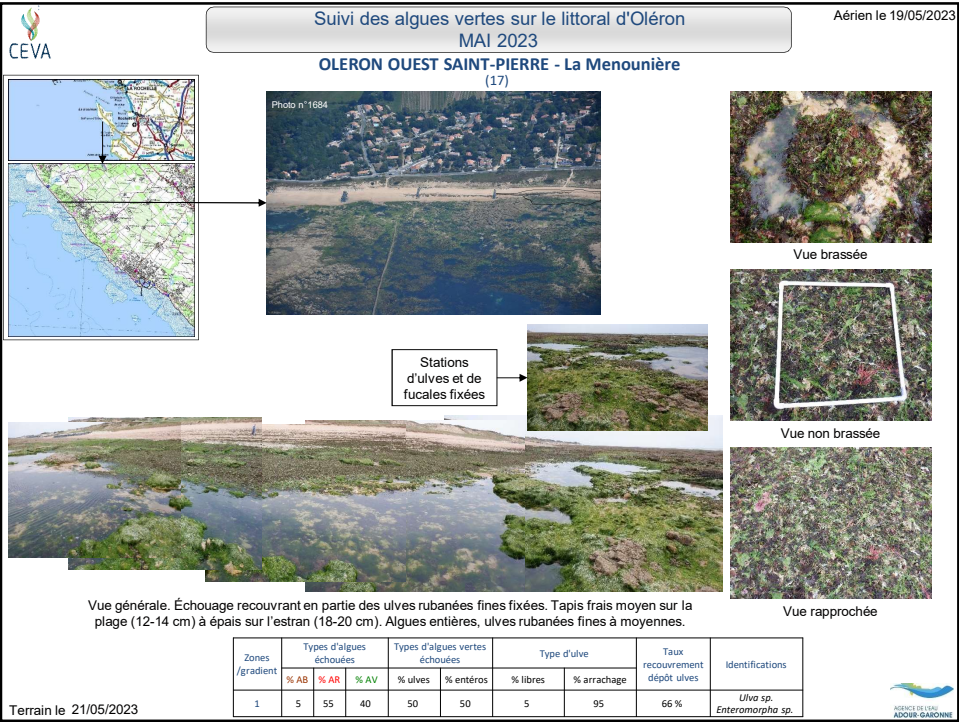 CEVA
Suivi des algues vertes sur le littoral d'Oléron
MAI 2023
Aérien le 19/05/2023
OLERON OUEST SAINT-PIERRE - La Menounière
(17)
LA ROCHELLE
Photo n°1684
Vue brassée
Stations
d'ulves et de
fucales fixées
Vue non brassée
Vue rapprochée
Vue générale. Échouage recouvrant en partie des ulves rubanées fines fixées. Tapis frais moyen sur la
plage (12-14 cm) à épais sur l'estran (18-20 cm). Algues entières, ulves rubanées fines à moyennes.
Zones
/gradient
Types d'algues
échouées
Types d'algues vertes
échouées
Type d'ulve
Taux
recouvrement
dépôt ulves
Identifications
% AB % AR % AV % ulves % entéros % libres % arrachage
1 5 55 40 50 50 5 95 66 % Ulva sp.
Enteromorpha sp.
Terrain le 21/05/2023
AGENCE DE L'EAU
ADOUR-GARONNE